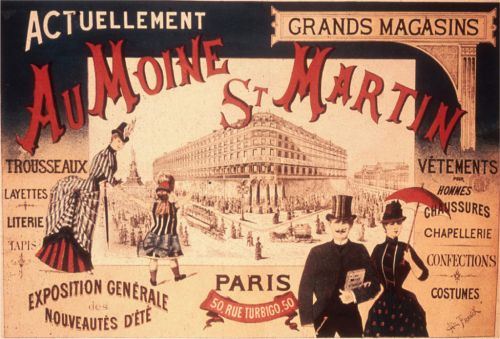 ACTUELLEMENT
GRANDS MAGASINS
AU MOINE ST MARTIN
TROUSSEAUX
LAYETTES
LITERIE
TAPIS
VÊTEMENTS
POUR
HOMMES
CHAUSSURES
CHAPELLERIE
CONFECTIONS
COSTUMES
EXPOSITION GÉNÉRALE
des
NOUVEAUTÉS D'ÉTÉ
PARIS
50, RUE TURBIGO, 50